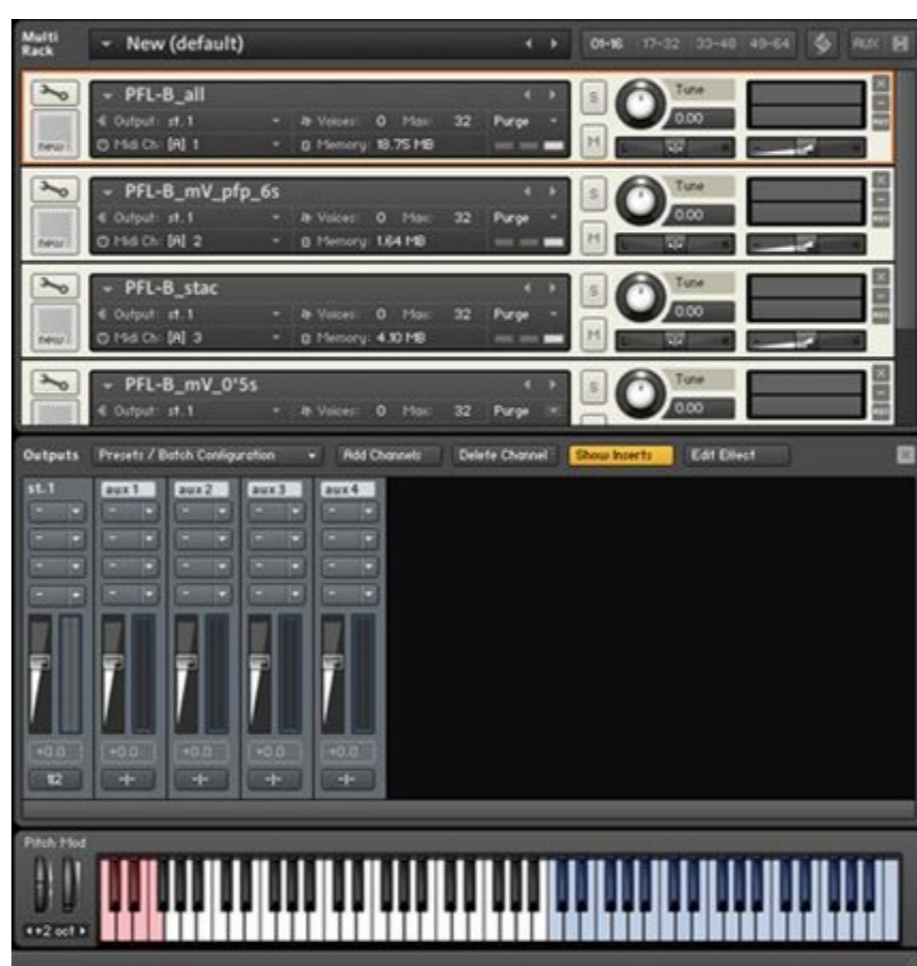 Multi Rack New (default) 01-16 17-32 33-48 49-64 AUX
PFL-B_all
Output: st. 1 Voices: 0 Max: 32 Purge
Midi Ch: [A] 1 Memory: 18.75 MB
new!
S
M
Tune
0.00
L R
PFL-B_mV_pfp_6s
Output: st. 1 Voices: 0 Max: 32 Purge
Midi Ch: [A] 2 Memory: 1.64 MB
new!
S
M
Tune
0.00
PFL-B_stac
Output: st. 1 Voices: 0 Max: 32 Purge
Midi Ch: [A] 3 Memory: 4.10 MB
new!
S
M
Tune
0.00
PFL-B_mV_0'5s
Output: st. 1 Voices: 0 Max: 32 Purge
S
Tune
0.00
Outputs Presets / Batch Configuration Add Channels Delete Channel Show Inserts Edit Effect
st. 1 aux 1 aux 2 aux 3 aux 4
+0.0 +0.0 +0.0 +0.0 +0.0
1|2 -|- -|- -|- -|-
Pitch Mod
+2 oct